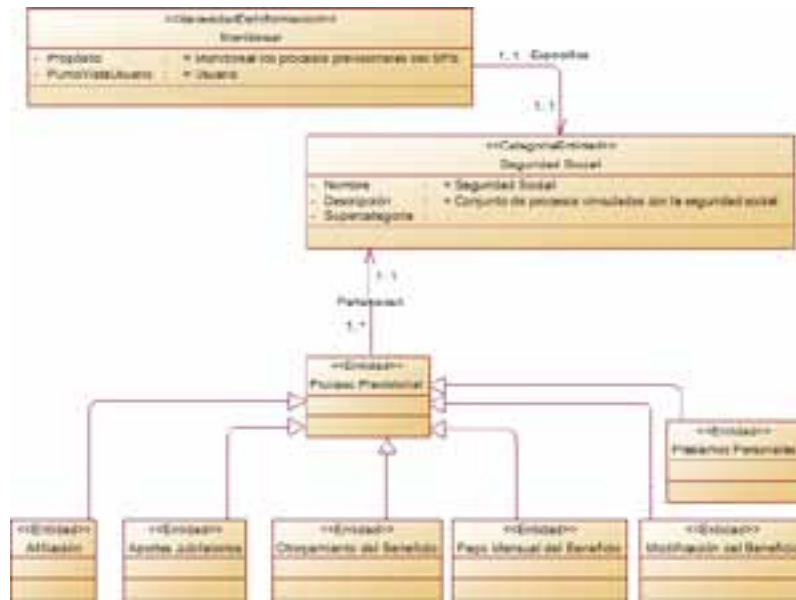 <<NecesidadDeInformacion>>
Monitorear
- Propósito : = Monitorear los procesos previsionales del SPS
- PuntoVistaUsuario : = Usuario
1..1 Especifica
1..1
<<CategoriaEntidad>>
Seguridad Social
- Nombre : = Seguridad Social
- Descripción : = Conjunto de procesos vinculados con la seguridad social
- Supercategoria :
1..1
1..*
<<Entidad>>
Proceso Previsional
<<Entidad>>
Préstamos Personales
<<Entidad>>
Afiliación
<<Entidad>>
Aportes Jubilatorios
<<Entidad>>
Otorgamiento del Beneficio
<<Entidad>>
Pago Mensual del Beneficio
<<Entidad>>
Modificación del Beneficio